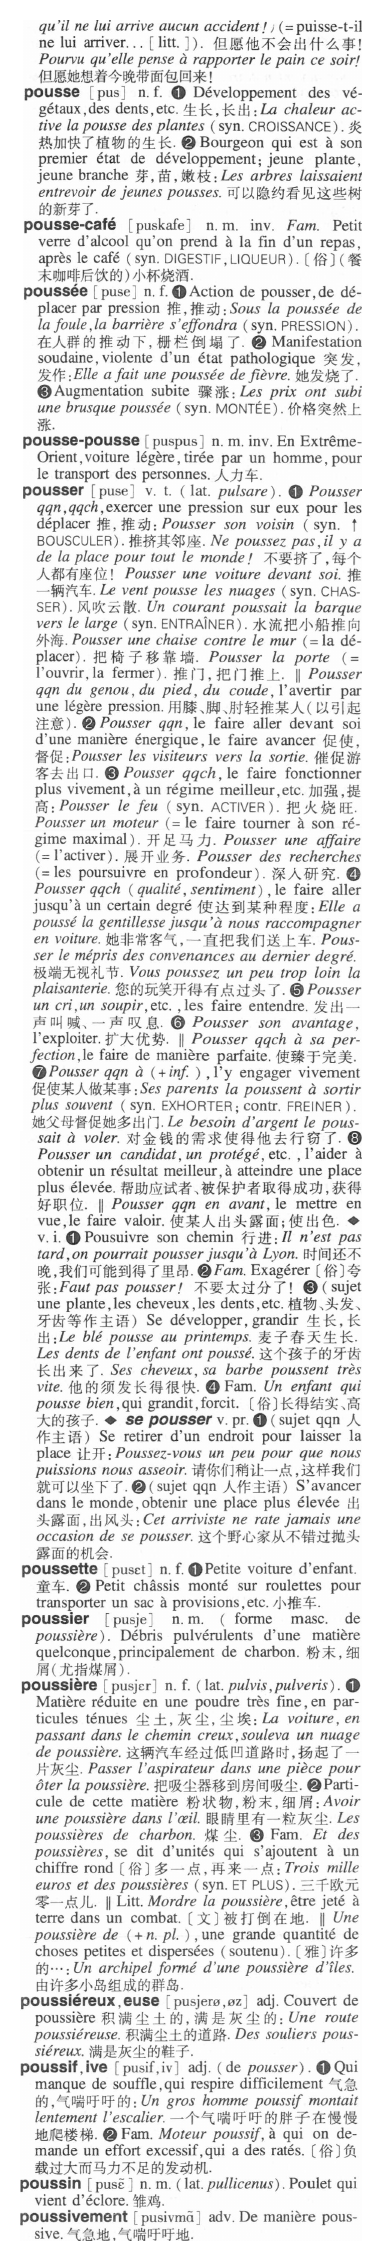 qu'il ne lui arrive aucun accident ! ) (= puisse-t-il
ne lui arriver... [ litt. ]). 但愿他不会出什么事!
Pourvu qu'elle pense à rapporter le pain ce soir!
但愿她想着今晚带面包回来!
pousse [pus] n. f. ❶ Développement des vé-
gétaux,des dents,etc. 生长,长出:La chaleur ac-
tive la pousse des plantes ( syn. CROISSANCE ). 炎
热加快了植物的生长. ❷ Bourgeon qui est à son
premier état de développement; jeune plante,
jeune branche 芽,苗,嫩枝:Les arbres laissaient
entrevoir de jeunes pousses. 可以隐约看见这些树
的新芽了.
pousse-café [puskafe] n. m. inv. Fam. Petit
verre d'alcool qu'on prend à la fin d'un repas,
après le café ( syn. DIGESTIF,LIQUEUR ).〔俗〕(餐
末咖啡后饮的)小杯烧酒.
poussée [puse] n. f. ❶Action de pousser,de dé-
placer par pression 推,推动:Sous la poussée de
la foule,la barrière s'effondra ( syn. PRESSION ).
在人群的推动下,栅栏倒塌了. ❷ Manifestation
soudaine,violente d'un état pathologique 突发,
发作:Elle a fait une poussée de fièvre. 她发烧了.
❸Augmentation subite 骤涨:Les prix ont subi
une brusque poussée ( syn. MONTÉE ). 价格突然上
涨.
pousse-pousse [puspus] n. m. inv. En Extrême-
Orient,voiture légère,tirée par un homme,pour
le transport des personnes. 人力车.
pousser [puse] v. t. ( lat. pulsare ). ❶ Pousser
qqn,qqch,exercer une pression sur eux pour les
déplacer 推,推动:Pousser son voisin ( syn. ↑
BOUSCULER ). 推挤其邻座. Ne poussez pas,il y a
de la place pour tout le monde! 不要挤了,每个
人都有座位! Pousser une voiture devant soi. 推
一辆汽车. Le vent pousse les nuages ( syn. CHAS-
SER ). 风吹云散. Un courant poussait la barque
vers le large ( syn. ENTRAÎNER ). 水流把小船推向
外海. Pousser une chaise contre le mur (= la dé-
placer). 把椅子移靠墙. Pousser la porte (=
l'ouvrir,la fermer). 推门,把门推上. ‖ Pousser
qqn du genou,du pied,du coude,l'avertir par
une légère pression. 用膝、脚、肘轻推某人(以引起
注意). ❷ Pousser qqn,le faire aller devant soi
d'une manière énergique,le faire avancer 促使,
督促:Pousser les visiteurs vers la sortie. 催促游
客去出口. ❸ Pousser qqch,le faire fonctionner
plus vivement,à un régime meilleur,etc. 加强,提
高:Pousser le feu ( syn. ACTIVER ). 把火烧旺.
Pousser un moteur (= le faire tourner à son ré-
gime maximal). 开足马力. Pousser une affaire
(= l'activer). 展开业务. Pousser des recherches
(= les poursuivre en profondeur). 深入研究. ❹
Pousser qqch ( qualité,sentiment ),le faire aller
jusqu'à un certain degré 使达到某种程度:Elle a
poussé la gentillesse jusqu'à nous raccompagner
en voiture. 她非常客气,一直把我们送上车. Pous-
ser le mépris des convenances au dernier degré.
极端无视礼节. Vous poussez un peu trop loin la
plaisanterie. 您的玩笑开得有点过头了. ❺ Pousser
un cri,un soupir,etc. ,les faire entendre. 发出一
声叫喊、一声叹息. ❻ Pousser son avantage,
l'exploiter. 扩大优势. ‖ Pousser qqch à sa per-
fection,le faire de manière parfaite. 使臻于完美.
❼Pousser qqn à (+inf. ),l'y engager vivement
促使某人做某事:Ses parents la poussent à sortir
plus souvent ( syn. EXHORTER ; contr. FREINER ).
她父母督促她多出门. Le besoin d'argent le pous-
sait à voler. 对金钱的需求使得他去行窃了. ❽
Pousser un candidat,un protégé,etc. ,l'aider à
obtenir un résultat meilleur,à atteindre une place
plus élevée. 帮助应试者、被保护者取得成功,获得
好职位. ‖ Pousser qqn en avant,le mettre en
vue,le faire valoir. 使某人出头露面;使出色. ◆
v. i. ❶ Pousuivre son chemin 行进:Il n'est pas
tard,on pourrait pousser jusqu'à Lyon. 时间还不
晚,我们可能到得了里昂. ❷Fam. Exagérer〔俗〕夸
张:Faut pas pousser! 不要太过分了! ❸ ( sujet
une plante,les cheveux,les dents,etc. 植物、头发、
牙齿等作主语) Se développer,grandir 生长,长
出:Le blé pousse au printemps. 麦子春天生长.
Les dents de l'enfant ont poussé. 这个孩子的牙齿
长出来了. Ses cheveux,sa barbe poussent très
vite. 他的须发长得很快. ❹ Fam. Un enfant qui
pousse bien,qui grandit,forcit. 〔俗〕长得结实、高
大的孩子. ◆ se pousser v. pr. ❶ ( sujet qqn 人
作主语) Se retirer d'un endroit pour laisser la
place 让开:Poussez-vous un peu pour que nous
puissions nous asseoir. 请你们稍让一点,这样我们
就可以坐下了. ❷ ( sujet qqn 人作主语) S'avancer
dans le monde,obtenir une place plus élevée 出
头露面,出风头:Cet arriviste ne rate jamais une
occasion de se pousser. 这个野心家从不错过抛头
露面的机会.
poussette [pusɛt] n. f. ❶Petite voiture d'enfant.
童车. ❷ Petit châssis monté sur roulettes pour
transporter un sac à provisions,etc. 小推车.
poussier [pusje] n. m. ( forme masc. de
poussière ). Débris pulvérulents d'une matière
quelconque,principalement de charbon. 粉末,细
屑(尤指煤屑).
poussière [pusjɛr] n. f. ( lat. pulvis,pulveris ). ❶
Matière réduite en une poudre très fine,en par-
ticules ténues 尘土,灰尘,尘埃:La voiture, en
passant dans le chemin creux,souleva un nuage
de poussière. 这辆汽车经过低凹道路时,扬起了一
片灰尘. Passer l'aspirateur dans une pièce pour
ôter la poussière. 把吸尘器移到房间吸尘. ❷Parti-
cule de cette matière 粉状物,粉末,细屑:Avoir
une poussière dans l'œil. 眼睛里有一粒灰尘. Les
poussières de charbon. 煤尘. ❸ Fam. Et des
poussières,se dit d'unités qui s'ajoutent à un
chiffre rond〔俗〕多一点,再来一点:Trois mille
euros et des poussières ( syn. ET PLUS ). 三千欧元
零一点儿. ‖ Litt. Mordre la poussière,être jeté à
terre dans un combat. 〔文〕被打倒在地. ‖ Une
poussière de (+ n. pl. ),une grande quantité de
choses petites et dispersées ( soutenu ).〔雅〕许多
的…:Un archipel formé d'une poussière d'îles.
由许多小岛组成的群岛.
poussiéreux,euse [pusjerø,øz] adj. Couvert de
poussière 积满尘土的,满是灰尘的:Une route
poussiéreuse. 积满尘土的道路. Des souliers pous-
siéreux. 满是灰尘的鞋子.
poussif,ive [pusif,iv] adj. ( de pousser ). ❶ Qui
manque de souffle,qui respire difficilement 气急
的,气喘吁吁的:Un gros homme poussif montait
lentement l'escalier. 一个气喘吁吁的胖子在慢慢
地爬楼梯. ❷ Fam. Moteur poussif,à qui on de-
mande un effort excessif,qui a des ratés.〔俗〕负
载过大而马力不足的发动机.
poussin [pusɛ̃] n. m. ( lat. pullicenus ). Poulet qui
vient d'éclore. 雏鸡.
poussivement [pusivmɑ̃] adv. De manière pous-
sive. 气急地,气喘吁吁地.